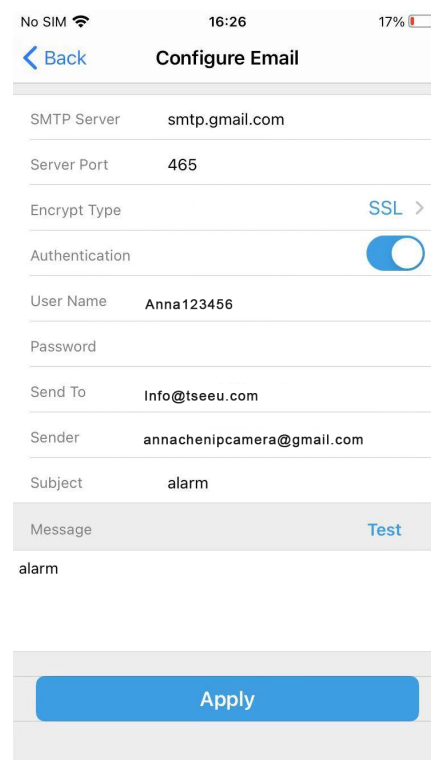 No SIM 16:26 17%
Back Configure Email
SMTP Server smtp.gmail.com
Server Port 465
Encrypt Type SSL
Authentication
User Name Anna123456
Password
Send To Info@tseeu.com
Sender annachenipcamera@gmail.com
Subject alarm
Message Test
alarm
Apply